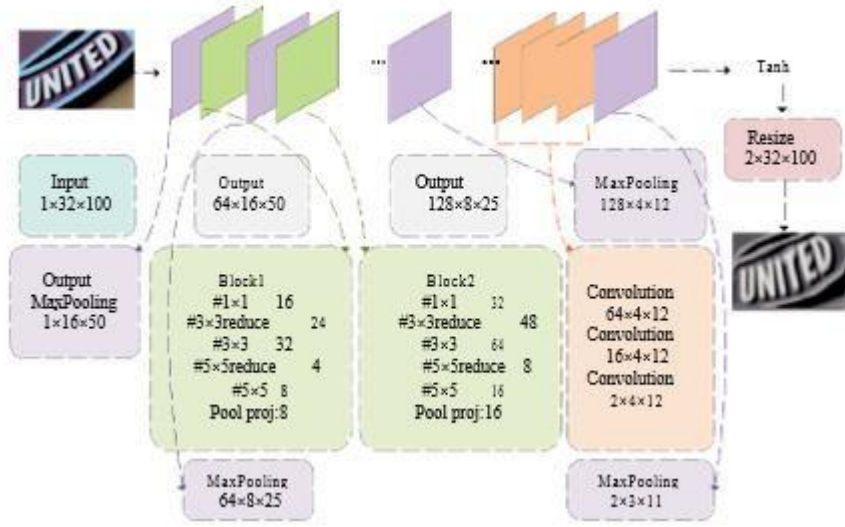 UNITED
Tanh
Resize
2×32×100
Input
1×32×100
Output
64×16×50
Output
128×8×25
MaxPooling
128×4×12
UNITED
Output
MaxPooling
1×16×50
Block1
#1×1 16
#3×3reduce 24
#3×3 32
#5×5reduce 4
#5×5 8
Pool proj:8
Block2
#1×1 32
#3×3reduce 48
#3×3 64
#5×5reduce 8
#5×5 16
Pool proj:16
Convolution
64×4×12
Convolution
16×4×12
Convolution
2×4×12
MaxPooling
64×8×25
MaxPooling
2×3×11